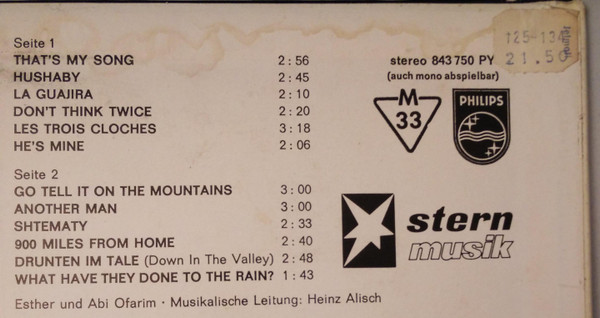 Seite 1
THAT'S MY SONG 2:56
HUSHABY 2:45
LA GUAJIRA 2:10
DON'T THINK TWICE 2:20
LES TROIS CLOCHES 3:18
HE'S MINE 2:06
Seite 2
GO TELL IT ON THE MOUNTAINS 3:00
ANOTHER MAN 3:00
SHTEMATY 2:33
900 MILES FROM HOME 2:40
DRUNTEN IM TALE (Down In The Valley) 2:48
WHAT HAVE THEY DONE TO THE RAIN? 1:43
Esther und Abi Ofarim · Musikalische Leitung: Heinz Alisch
stereo 843 750 PY
(auch mono abspielbar)
M
33
PHILIPS
stern
musik
125-134
21.50